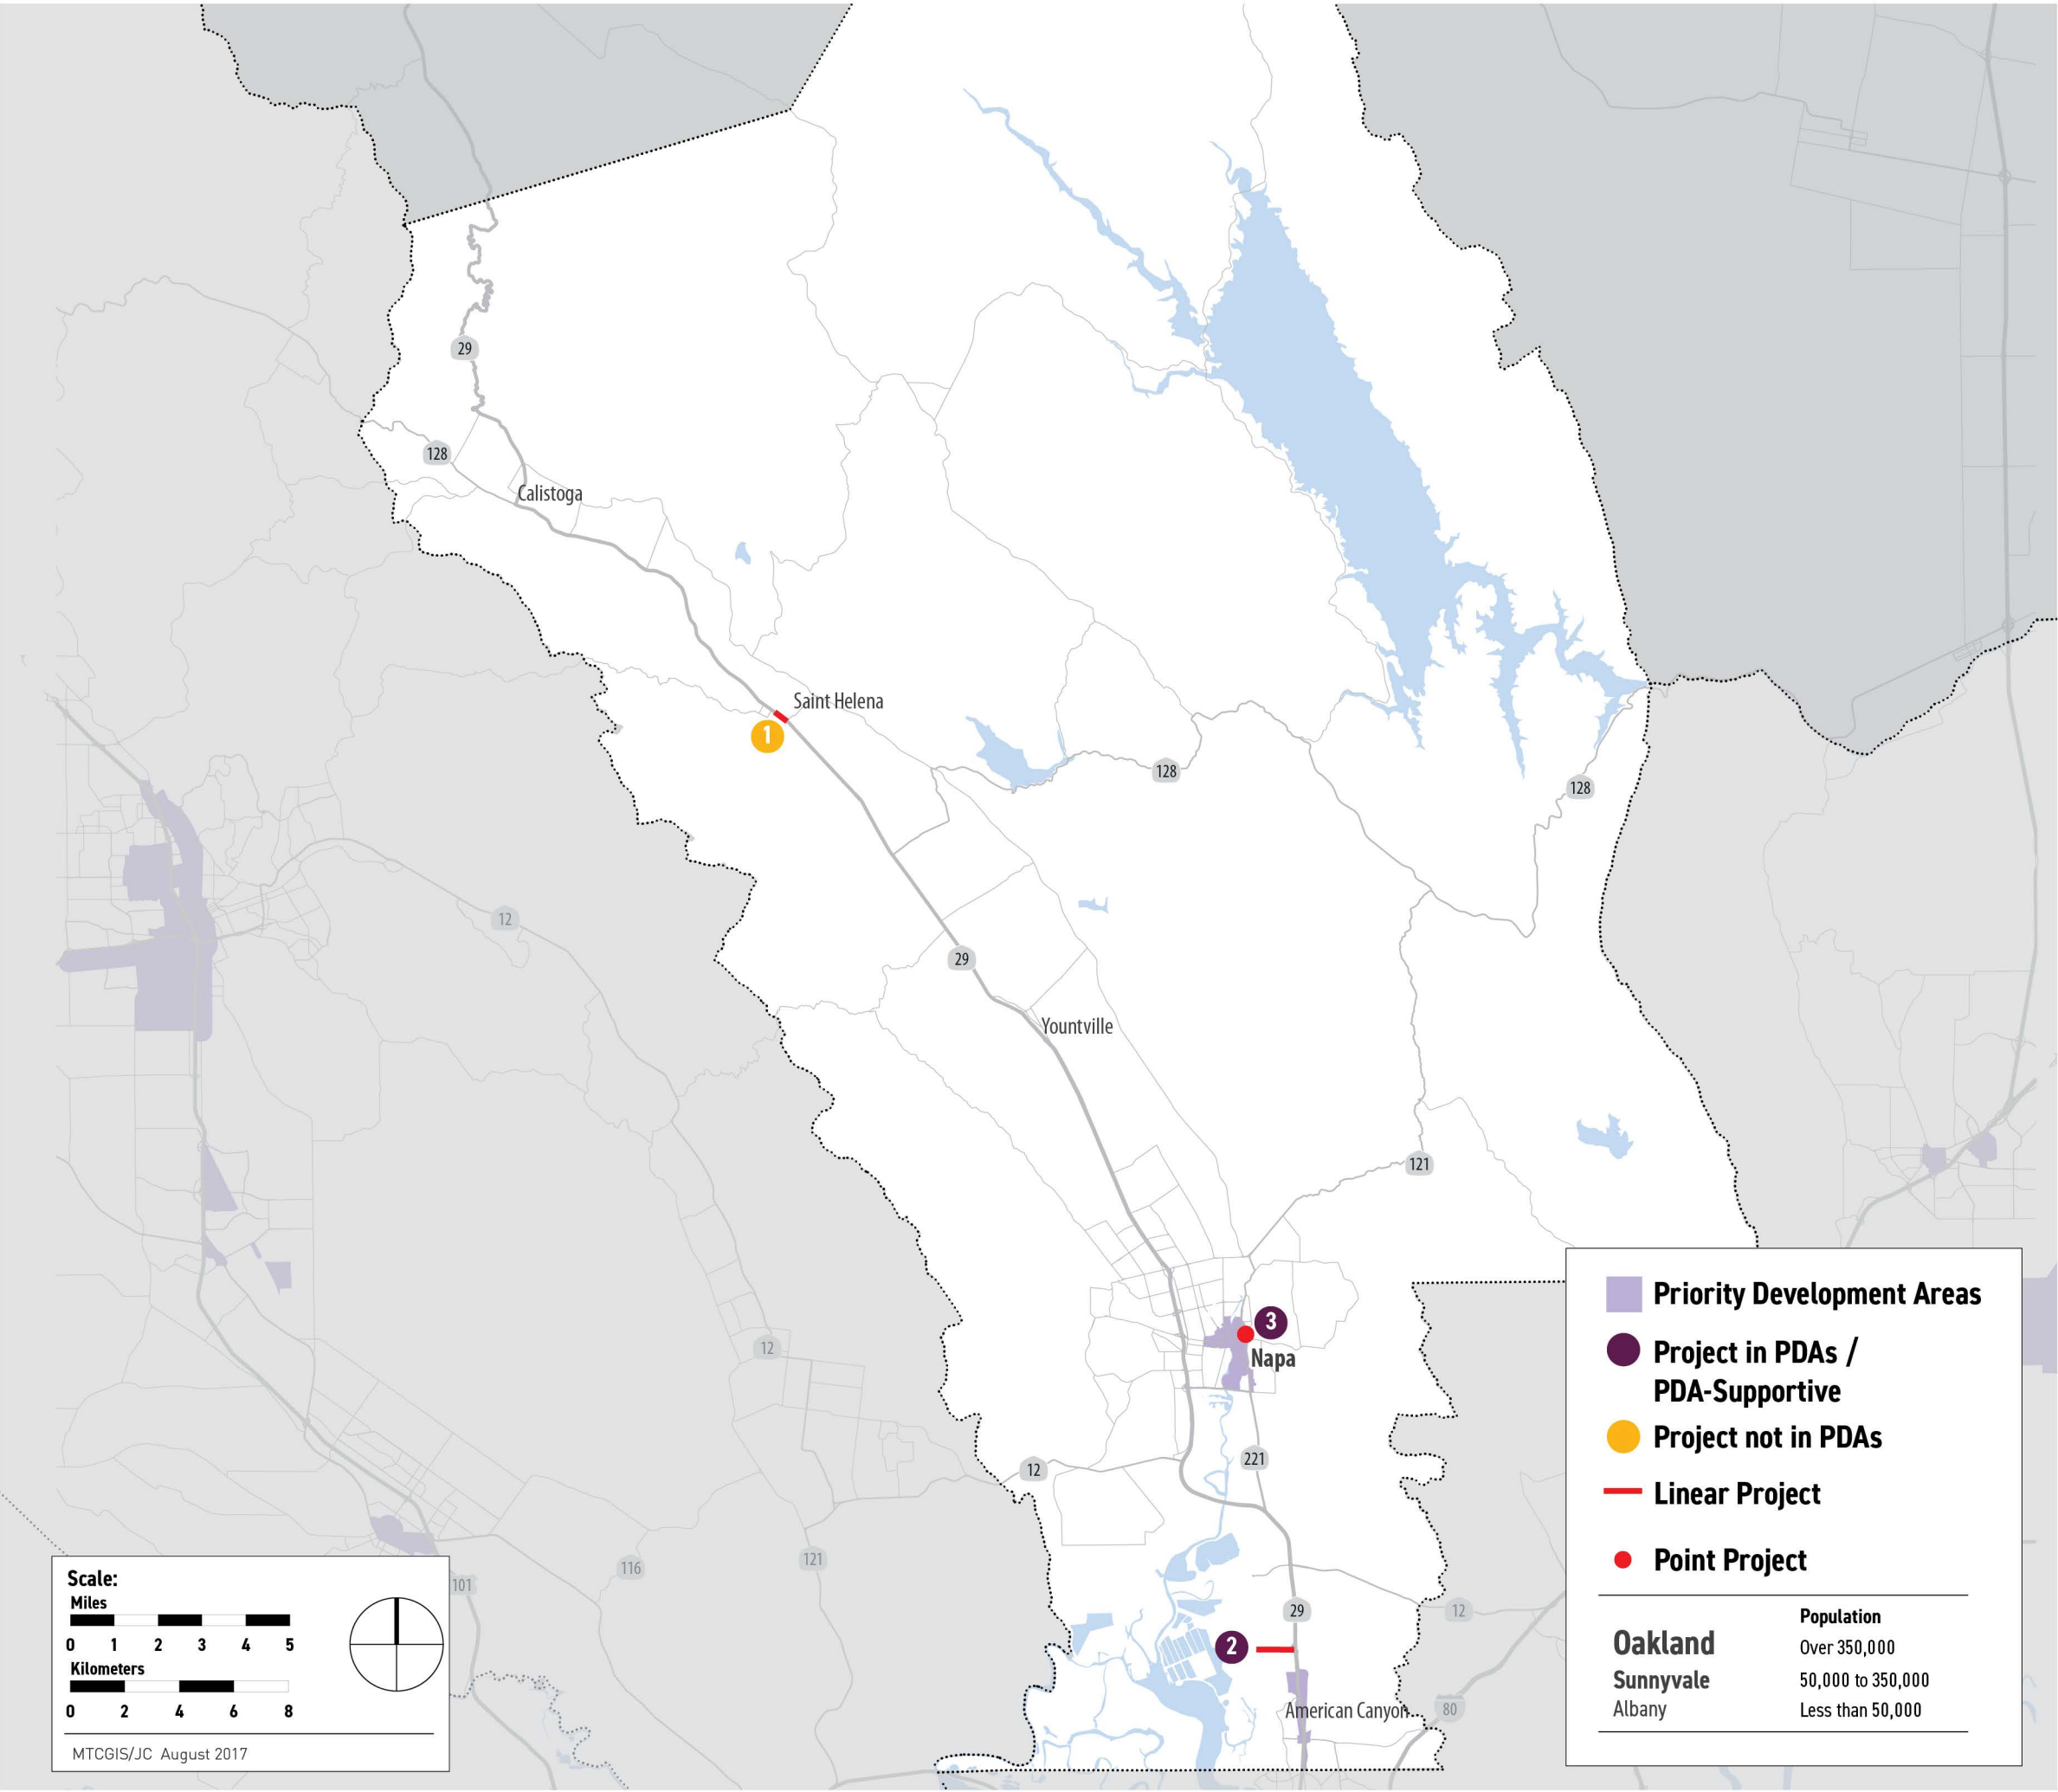 29
128
Calistoga
Saint Helena
1
128
128
12
29
Yountville
121
3
Napa
12
12
221
121
116
101
29
12
2
American Canyon
80
Priority Development Areas
Project in PDAs /
PDA-Supportive
Project not in PDAs
Linear Project
Point Project
Population
Oakland Over 350,000
Sunnyvale 50,000 to 350,000
Albany Less than 50,000
Scale:
Miles
0 1 2 3 4 5
Kilometers
0 2 4 6 8
MTCGIS/JC August 2017